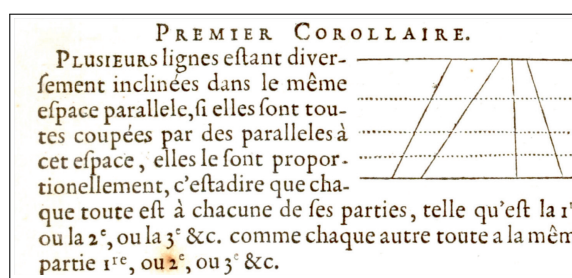 PREMIER COROLLAIRE.
PLUSIEURS lignes eſtant diver-
ſement inclinées dans le même
eſpace parallele, ſi elles ſont tou-
tes coupées par des paralleles à
cet eſpace, elles le ſont propor-
tionellement, c'eſtadire que cha-
que toute eſt à chacune de ſes parties, telle qu'eſt la 1
ou la 2ᵉ, ou la 3ᵉ &c. comme chaque autre toute a la mêm
partie 1ʳᵉ, ou 2ᵉ, ou 3ᵉ &c.